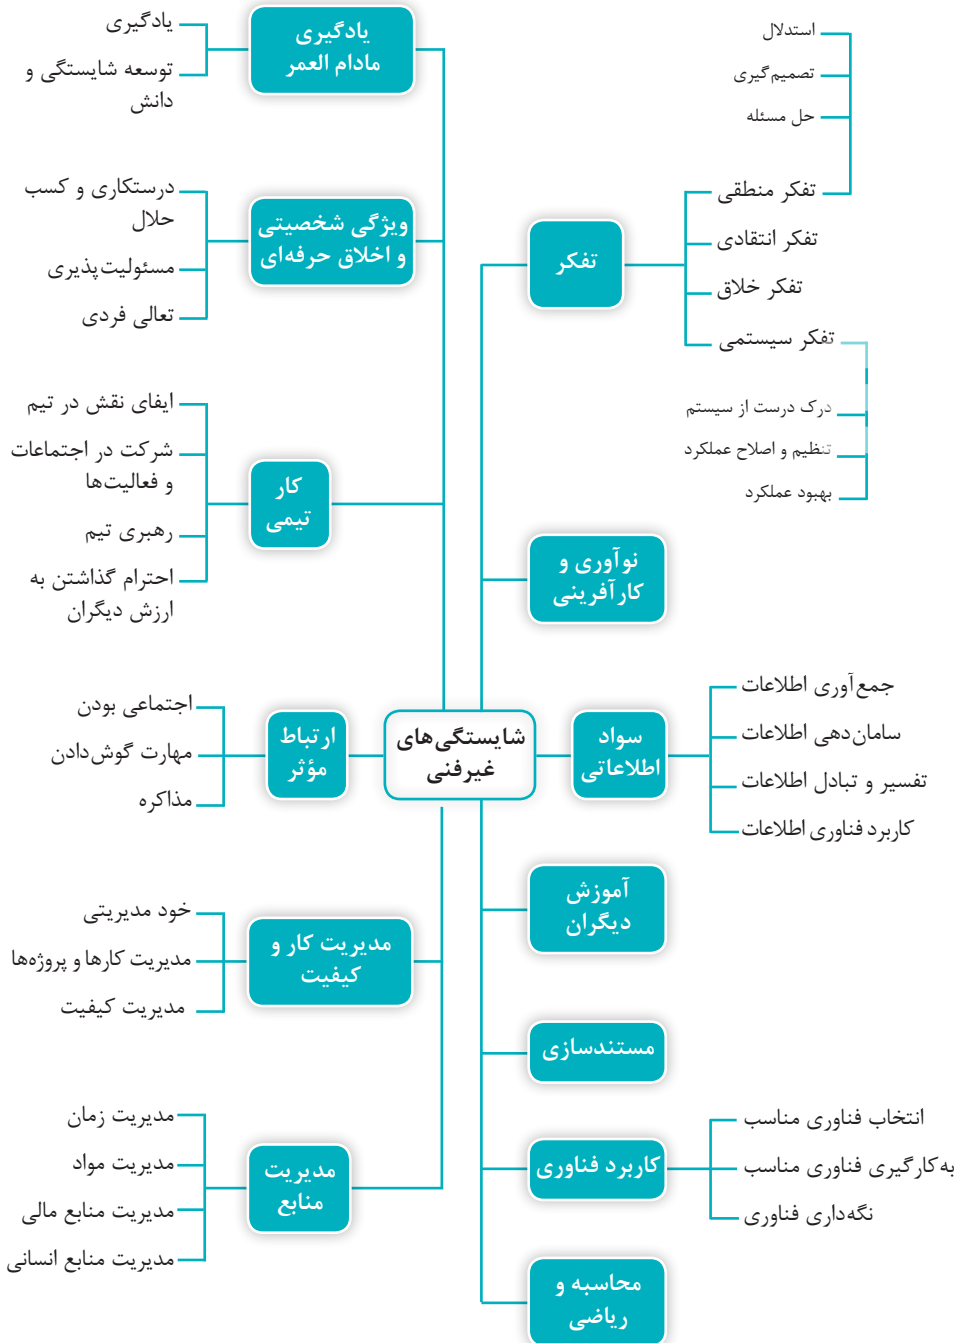 استدلال
تصمیم‌گیری
حل مسئله
تفکر
تفکر منطقی
تفکر انتقادی
تفکر خلاق
تفکر سیستمی
درک درست از سیستم
تنظیم و اصلاح عملکرد
بهبود عملکرد
نوآوری و
کارآفرینی
شایستگی‌های
غیرفنی
سواد
اطلاعاتی
جمع‌آوری اطلاعات
سامان‌دهی اطلاعات
تفسیر و تبادل اطلاعات
کاربرد فناوری اطلاعات
آموزش
دیگران
مستندسازی
کاربرد فناوری
انتخاب فناوری مناسب
به‌کارگیری فناوری مناسب
نگه‌داری فناوری
محاسبه و
ریاضی
یادگیری
مادام العمر
یادگیری
توسعه شایستگی و
دانش
ویژگی شخصیتی
و اخلاق حرفه‌ای
درستکاری و کسب
حلال
مسئولیت‌پذیری
تعالی فردی
کار
تیمی
ایفای نقش در تیم
شرکت در اجتماعات
و فعالیت‌ها
رهبری تیم
احترام گذاشتن به
ارزش دیگران
ارتباط
مؤثر
اجتماعی بودن
مهارت گوش‌دادن
مذاکره
مدیریت کار و
کیفیت
خود مدیریتی
مدیریت کارها و پروژه‌ها
مدیریت کیفیت
مدیریت
منابع
مدیریت زمان
مدیریت مواد
مدیریت منابع مالی
مدیریت منابع انسانی